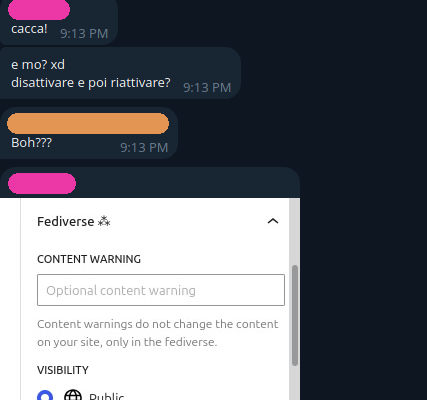 cacca!
9:13 PM
e mo? xd
disattivare e poi riattivare?
9:13 PM
Boh???
9:13 PM
Fediverse ⁂
CONTENT WARNING
Optional content warning
Content warnings do not change the content
on your site, only in the fediverse.
VISIBILITY
Public